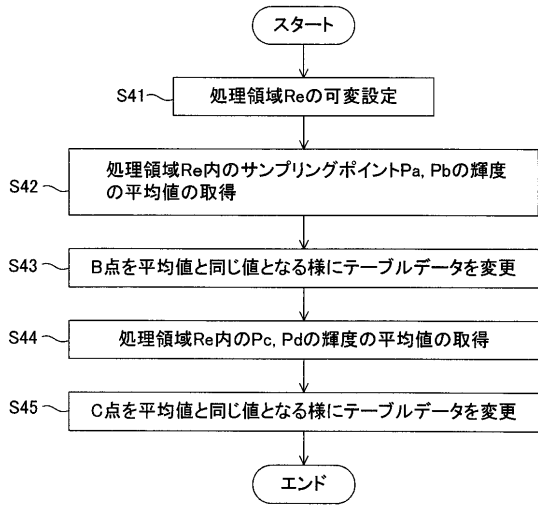 スタート
S41
処理領域Reの可変設定
S42
処理領域Re内のサンプリングポイントPa, Pbの輝度
の平均値の取得
S43
B点を平均値と同じ値となる様にテーブルデータを変更
S44
処理領域Re内のPc, Pdの輝度の平均値の取得
S45
C点を平均値と同じ値となる様にテーブルデータを変更
エンド